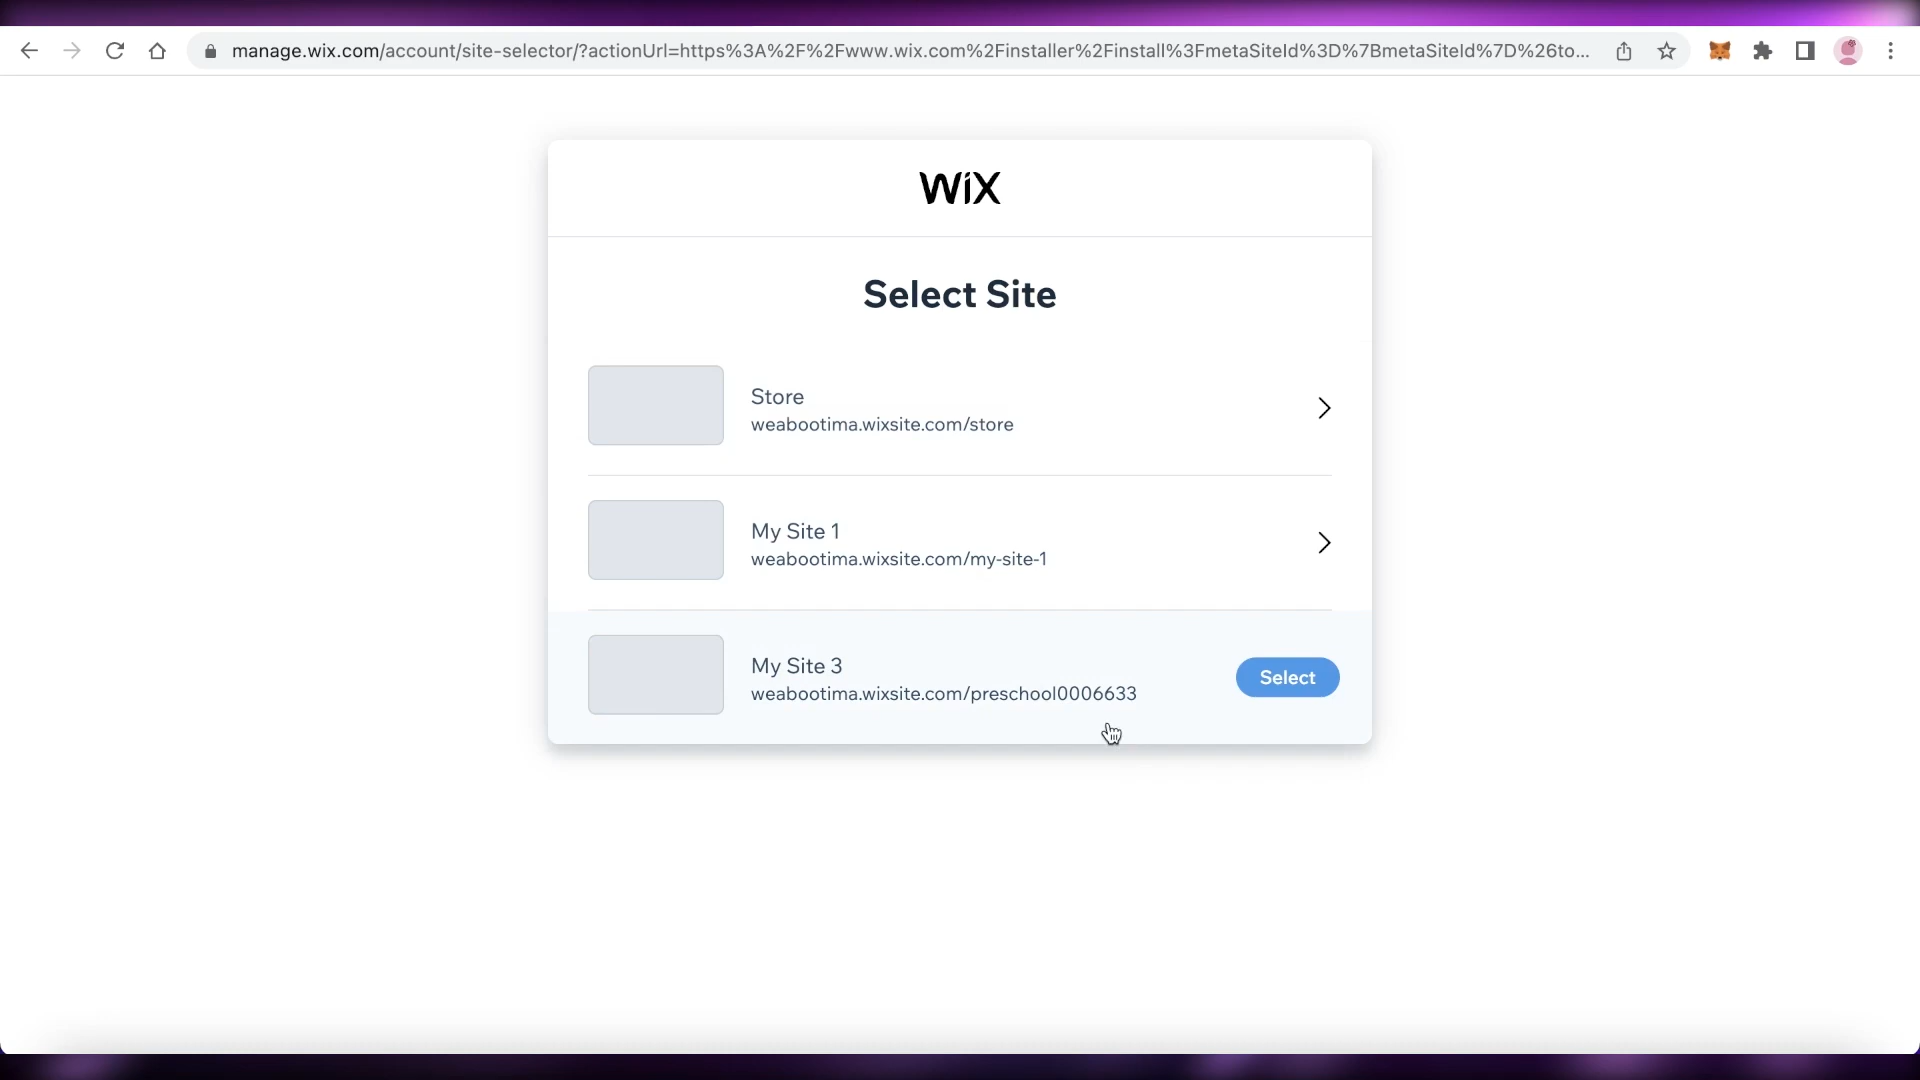 manage.wix.com/account/site-selector/?actionUrl=https%3A%2F%2Fwww.wix.com%2Finstaller%2Finstall%3FmetaSiteId%3D%7BmetaSiteId%7D%26to...
WiX
Select Site
Store
weabootima.wixsite.com/store
My Site 1
weabootima.wixsite.com/my-site-1
My Site 3
weabootima.wixsite.com/preschool0006633
Select